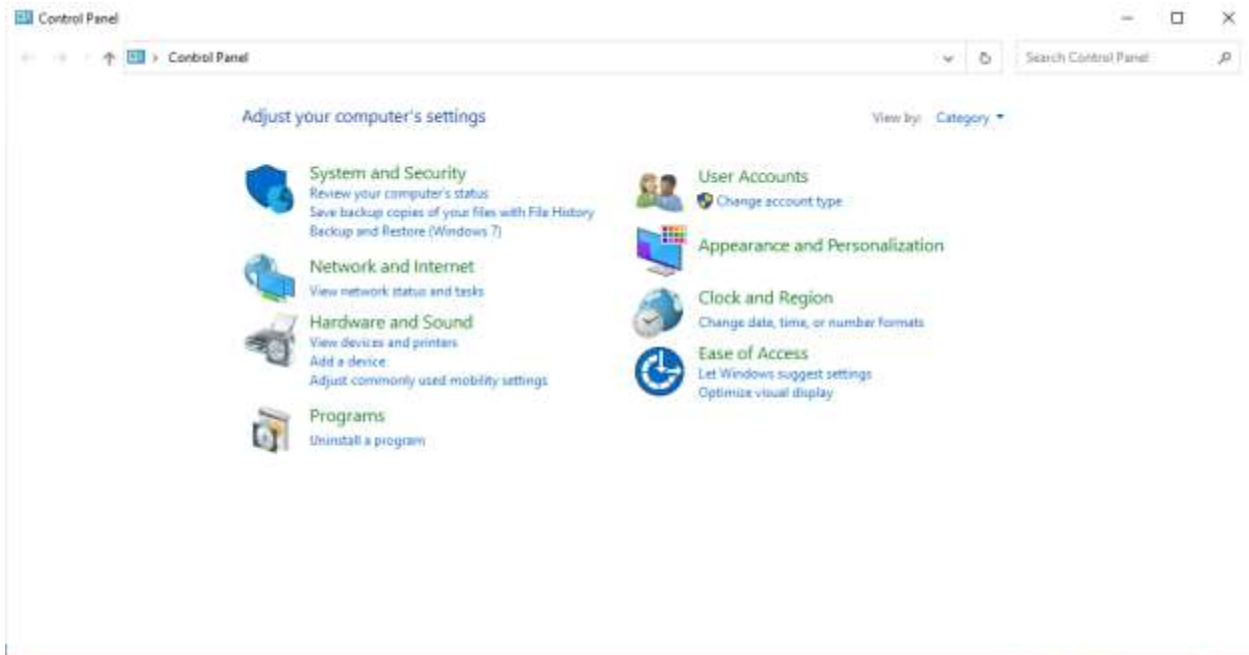 Control Panel
Control Panel
Search Control Panel
Adjust your computer's settings
View by: Category
System and Security
Review your computer's status
Save backup copies of your files with File History
Backup and Restore (Windows 7)
Network and Internet
View network status and tasks
Hardware and Sound
View devices and printers
Add a device
Adjust commonly used mobility settings
Programs
Uninstall a program
User Accounts
Change account type
Appearance and Personalization
Clock and Region
Change date, time, or number formats
Ease of Access
Let Windows suggest settings
Optimize visual display